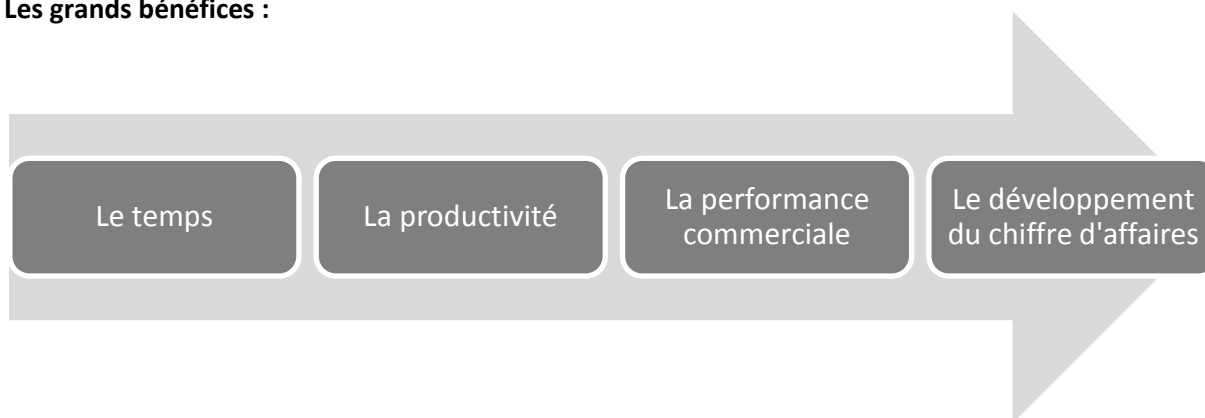 Les grands bénéfices :
Le temps
La productivité
La performance
commerciale
Le développement
du chiffre d'affaires